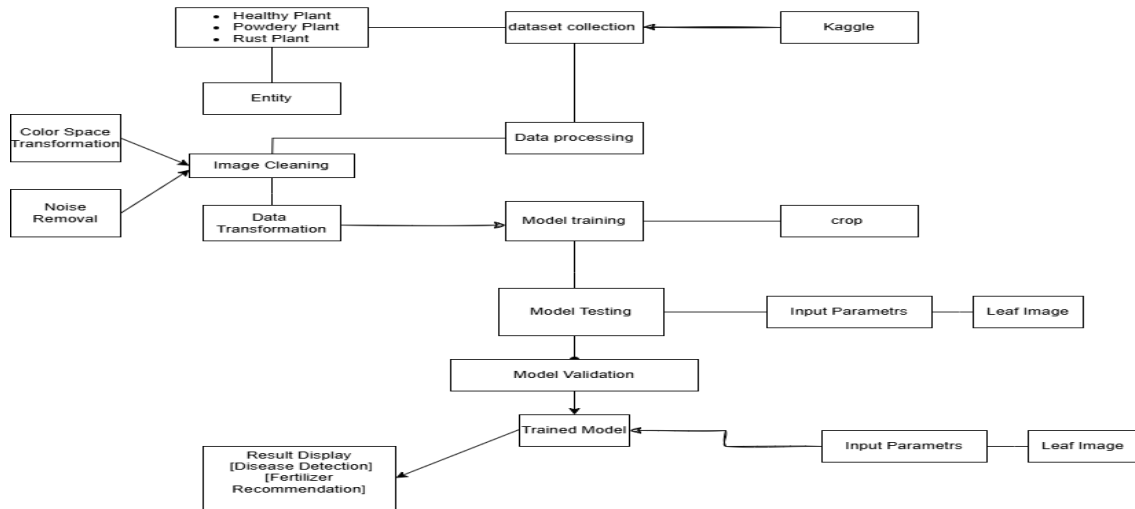 • Healthy Plant
• Powdery Plant
• Rust Plant
dataset collection
Kaggle
Entity
Color Space
Transformation
Data processing
Image Cleaning
Noise
Removal
Data
Transformation
Model training
crop
Model Testing
Input Parametrs
Leaf Image
Model Validation
Trained Model
Input Parametrs
Leaf Image
Result Display
[Disease Detection]
[Fertilizer
Recommendation]